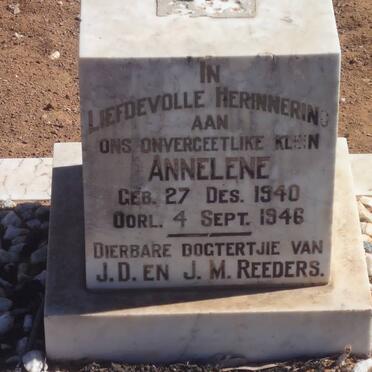 IN
LIEFDEVOLLE HERINNERING
AAN
ONS ONVERGEETLIKE KLEIN
ANNELENE
GEB. 27 DES. 1940
OORL. 4 SEPT. 1946
DIERBARE DOGTERTJIE VAN
J.D. EN J.M. REEDERS.